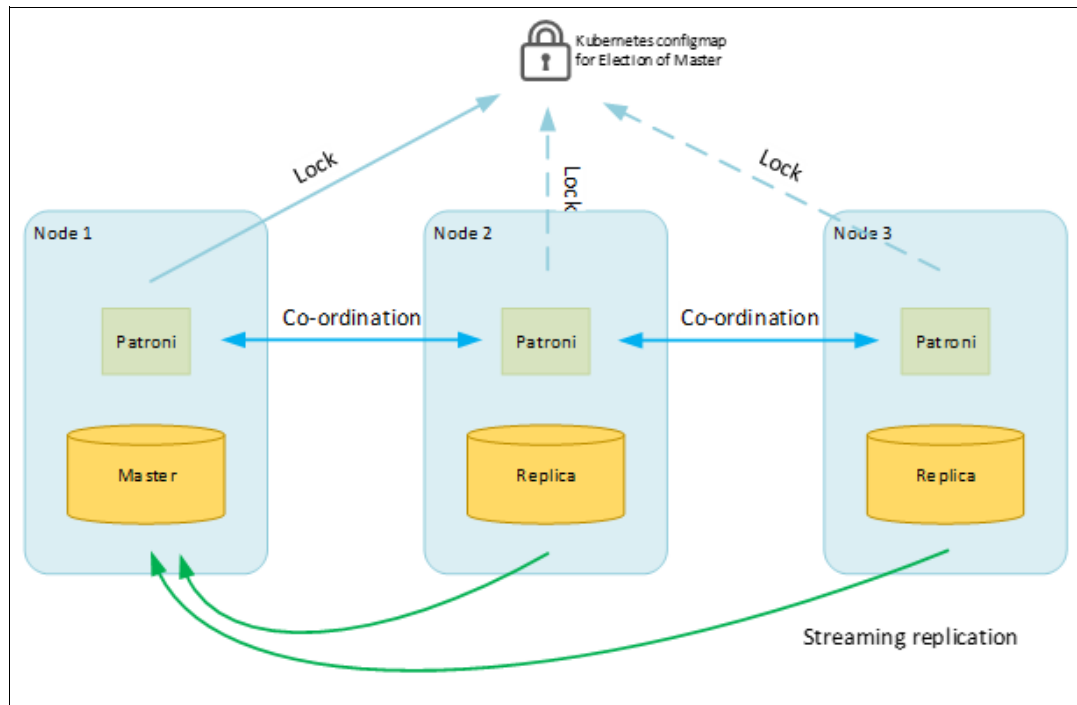 Kubernetes configmap
for Election of Master
Lock
Lock
Lock
Node 1
Node 2
Node 3
Co-ordination
Co-ordination
Patroni
Patroni
Patroni
Master
Replica
Replica
Streaming replication